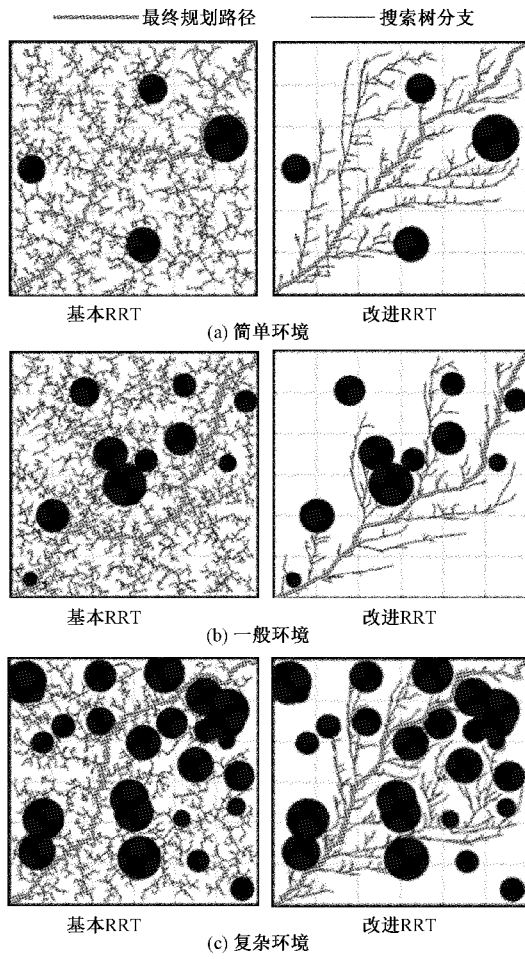 最终规划路径 搜索树分支
基本RRT 改进RRT
(a) 简单环境
基本RRT 改进RRT
(b) 一般环境
基本RRT 改进RRT
(c) 复杂环境